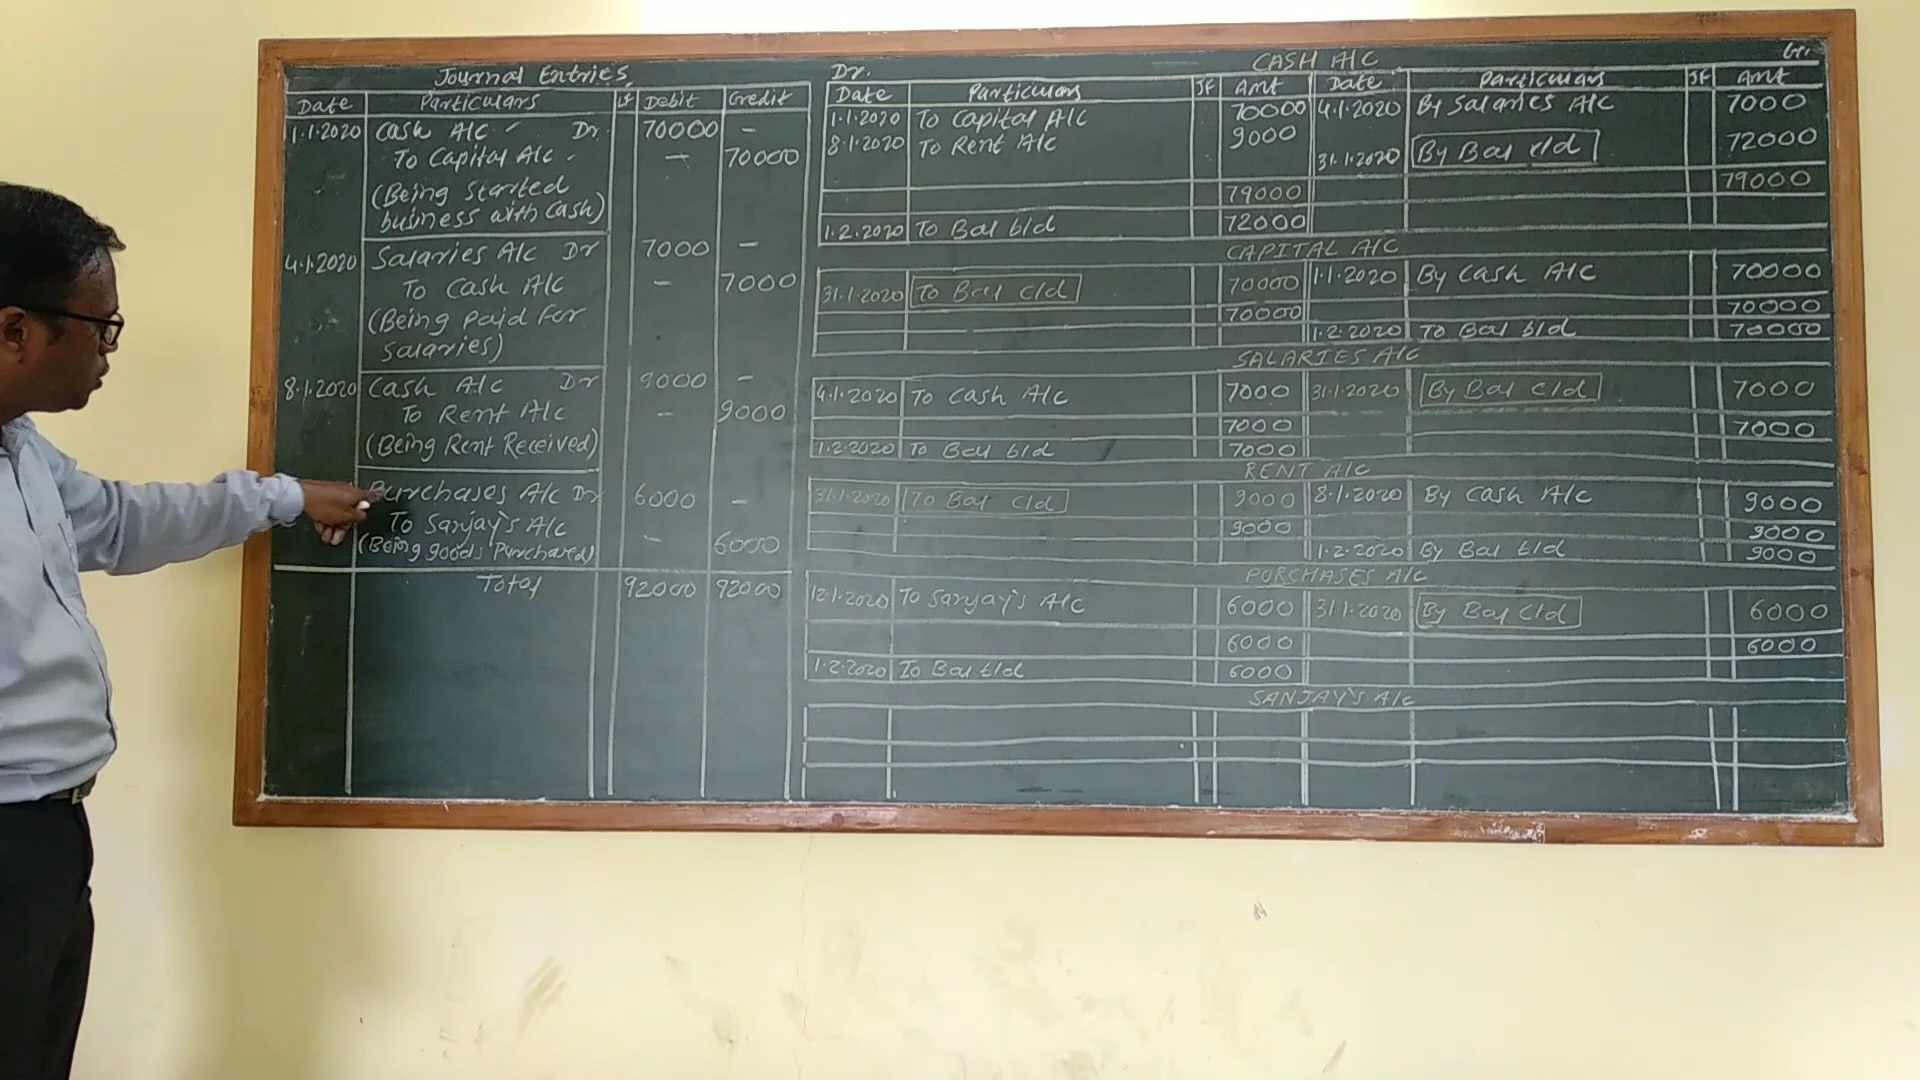 Journal Entries
Date Particulars LF Debit Credit
1.1.2020 Cash A/c Dr. 70000 -
To Capital A/c - 70000
(Being Started
business with Cash)
4.1.2020 Salaries A/c Dr 7000 -
To Cash A/c - 7000
(Being Paid For
Salaries)
8.1.2020 Cash A/c Dr 9000 -
To Rent A/c - 9000
(Being Rent Received)
Purchases A/c Dr 6000 -
To Sanjay's A/c
(Being goods Purchased) - 6000
Total 92000 92000
Dr. CASH A/C Cr.
Date Particulars JF Amt Date Particulars JF Amt
1.1.2020 To Capital A/c 70000 4.1.2020 By Salaries A/c 7000
8.1.2020 To Rent A/c 9000 31.1.2020 By Bal c/d 72000
79000 79000
1.2.2020 To Bal b/d 72000
CAPITAL A/C
31.1.2020 To Bal c/d 70000 1.1.2020 By Cash A/c 70000
70000 70000
1.2.2020 To Bal b/d 70000
SALARIES A/C
4.1.2020 To Cash A/c 7000 31.1.2020 By Bal c/d 7000
7000 7000
1.2.2020 To Bal b/d 7000
RENT A/C
31.1.2020 To Bal c/d 9000 8.1.2020 By Cash A/c 9000
9000 9000
1.2.2020 By Bal b/d 9000
PURCHASES A/c
12.1.2020 To Sanjay's A/c 6000 31.1.2020 By Bal c/d 6000
6000 6000
1.2.2020 To Bal b/d 6000
SANJAY'S A/c